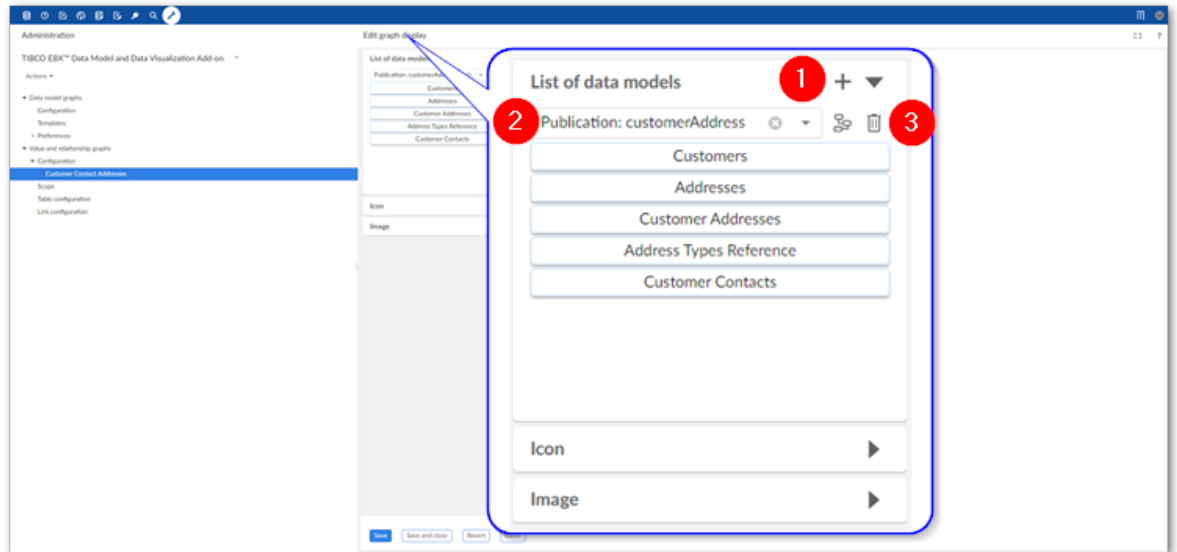 Administration
Edit graph display
TIBCO EBX™ Data Model and Data Visualization Add-on
Actions
Data model graphs
Configuration
Templates
Preferences
Value and relationship graphs
Configuration
Customer Contact Addresses
Scope
Table configuration
Link configuration
List of data models
Publication: customerAdd
Customers
Addresses
Customer Addresses
Address Types Reference
Customer Contacts
Icon
Image
Save
Save and close
Revert
List of data models
1
2
Publication: customerAddress
3
Customers
Addresses
Customer Addresses
Address Types Reference
Customer Contacts
Icon
Image
?